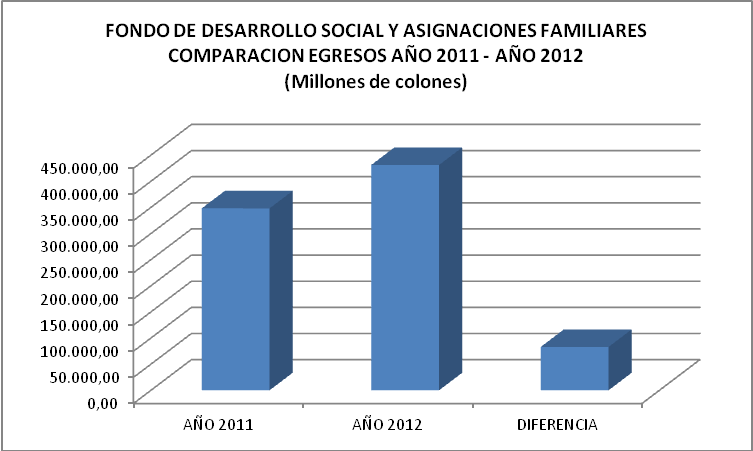 FONDO DE DESARROLLO SOCIAL Y ASIGNACIONES FAMILIARES
COMPARACION EGRESOS AÑO 2011 - AÑO 2012
(Millones de colones)
450.000,00
400.000,00
350.000,00
300.000,00
250.000,00
200.000,00
150.000,00
100.000,00
50.000,00
0,00
AÑO 2011 AÑO 2012 DIFERENCIA